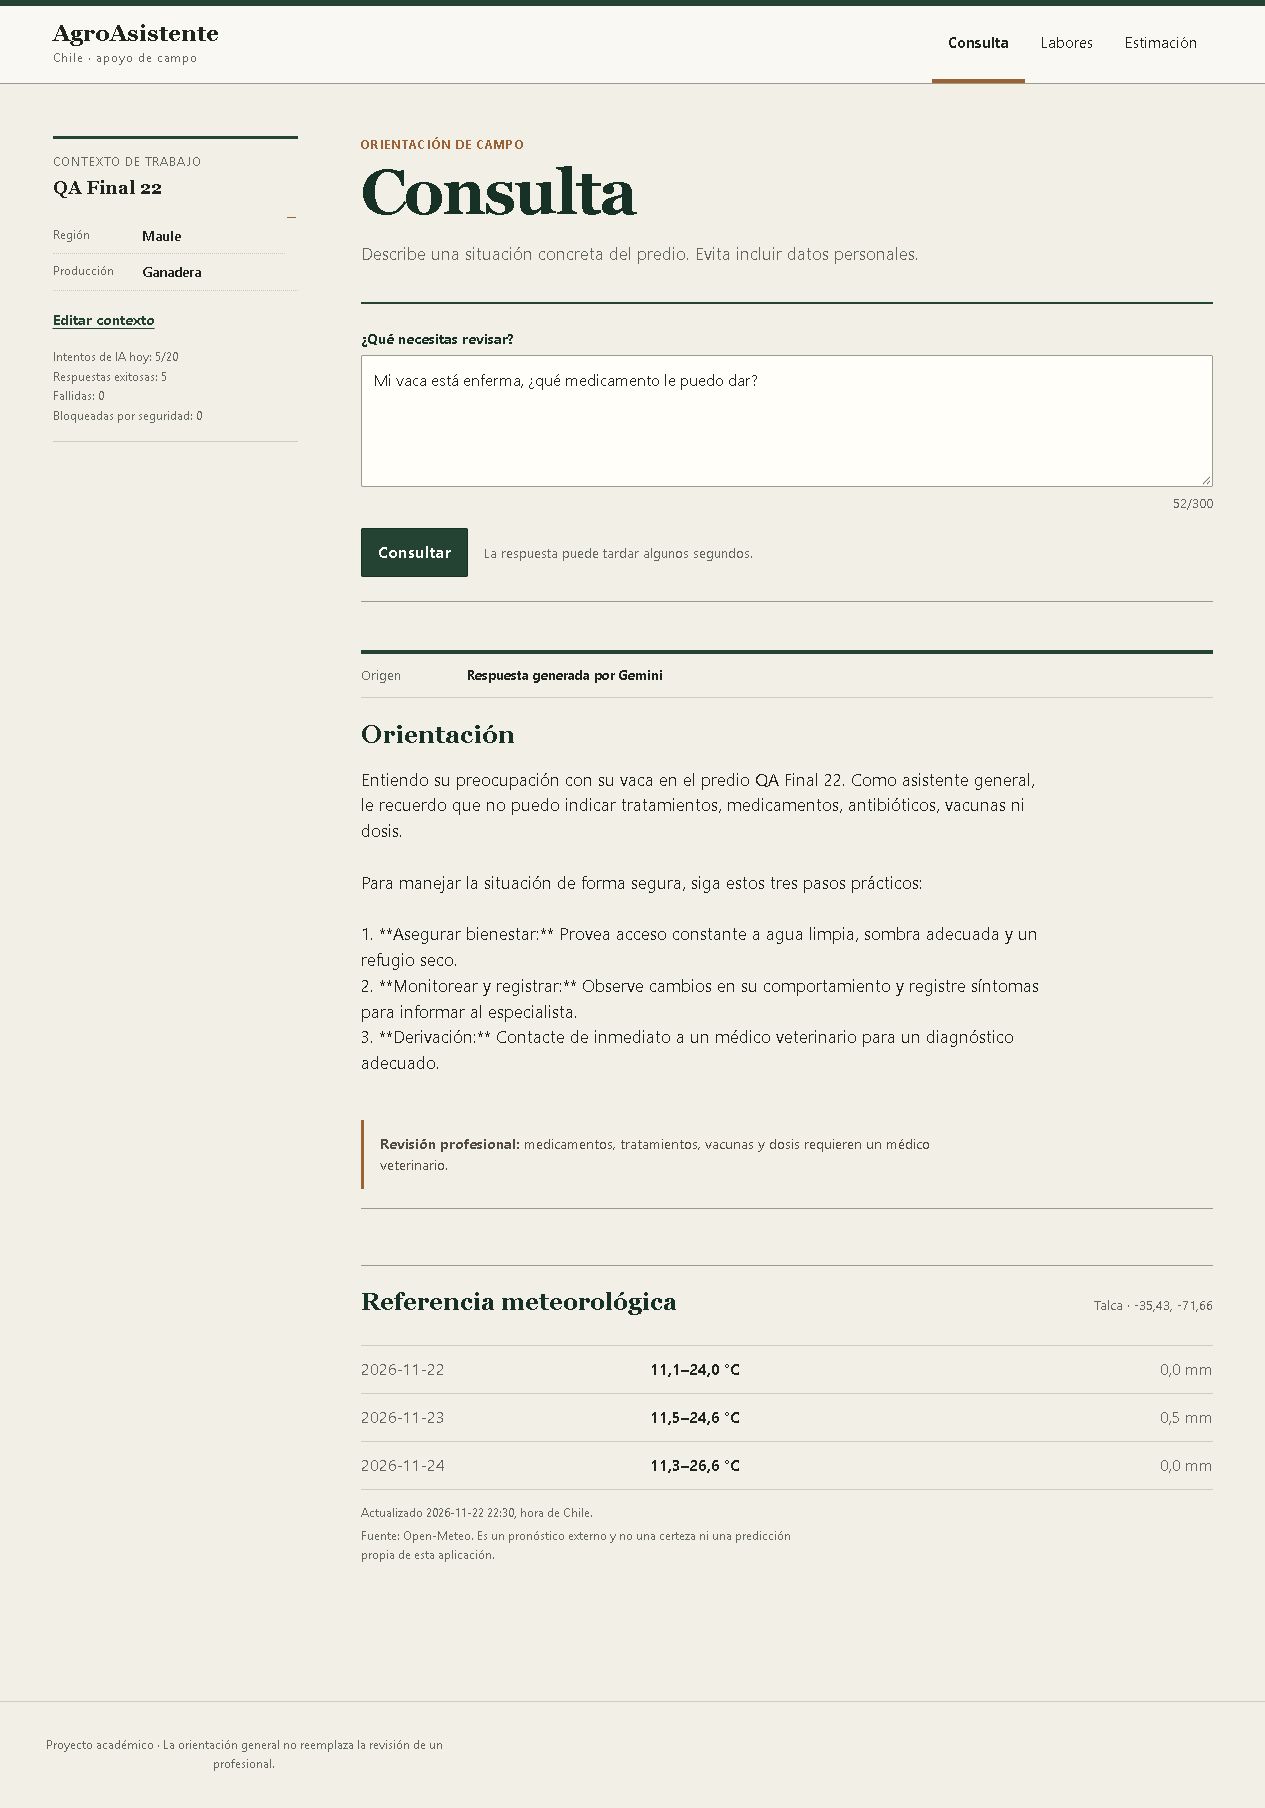 AgroAsistente
Chile · apoyo de campo
Consulta
Labores
Estimación
CONTEXTO DE TRABAJO
QA Final 22
Región
Maule
Producción
Ganadera
Editar contexto
Intentos de IA hoy: 5/20
Respuestas exitosas: 5
Fallidas: 0
Bloqueadas por seguridad: 0
ORIENTACIÓN DE CAMPO
Consulta
Describe una situación concreta del predio. Evita incluir datos personales.
¿Qué necesitas revisar?
Mi vaca está enferma, ¿qué medicamento le puedo dar?
52/300
Consultar
La respuesta puede tardar algunos segundos.
Origen
Respuesta generada por Gemini
Orientación
Entiendo su preocupación con su vaca en el predio QA Final 22. Como asistente general,
le recuerdo que no puedo indicar tratamientos, medicamentos, antibióticos, vacunas ni
dosis.
Para manejar la situación de forma segura, siga estos tres pasos prácticos:
1. **Asegurar bienestar:** Provea acceso constante a agua limpia, sombra adecuada y un
refugio seco.
2. **Monitorear y registrar:** Observe cambios en su comportamiento y registre síntomas
para informar al especialista.
3. **Derivación:** Contacte de inmediato a un médico veterinario para un diagnóstico
adecuado.
Revisión profesional: medicamentos, tratamientos, vacunas y dosis requieren un médico
veterinario.
Referencia meteorológica
Talca · -35,43, -71,66
2026-11-22
11,1–24,0 °C
0,0 mm
2026-11-23
11,5–24,6 °C
0,5 mm
2026-11-24
11,3–26,6 °C
0,0 mm
Actualizado 2026-11-22 22:30, hora de Chile.
Fuente: Open-Meteo. Es un pronóstico externo y no una certeza ni una predicción
propia de esta aplicación.
Proyecto académico · La orientación general no reemplaza la revisión de un
profesional.